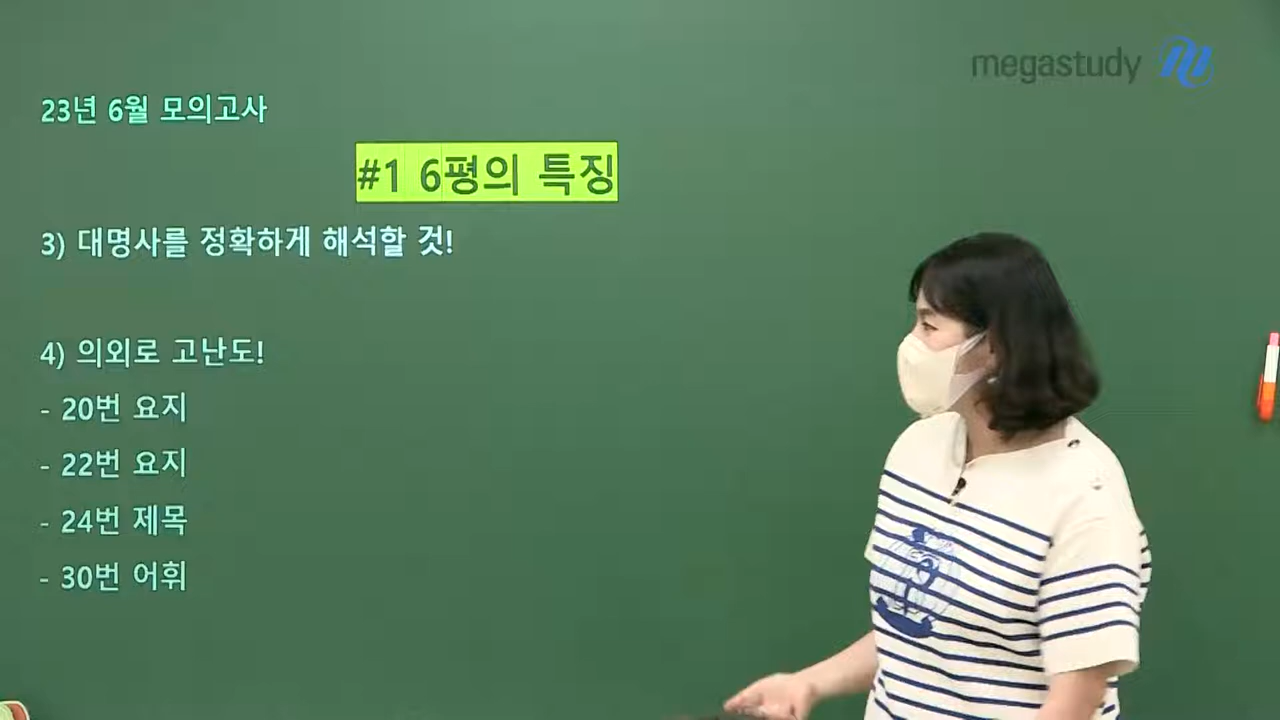 megastudy
23년 6월 모의고사
#1 6평의 특징
3) 대명사를 정확하게 해석할 것!
4) 의외로 고난도!
- 20번 요지
- 22번 요지
- 24번 제목
- 30번 어휘